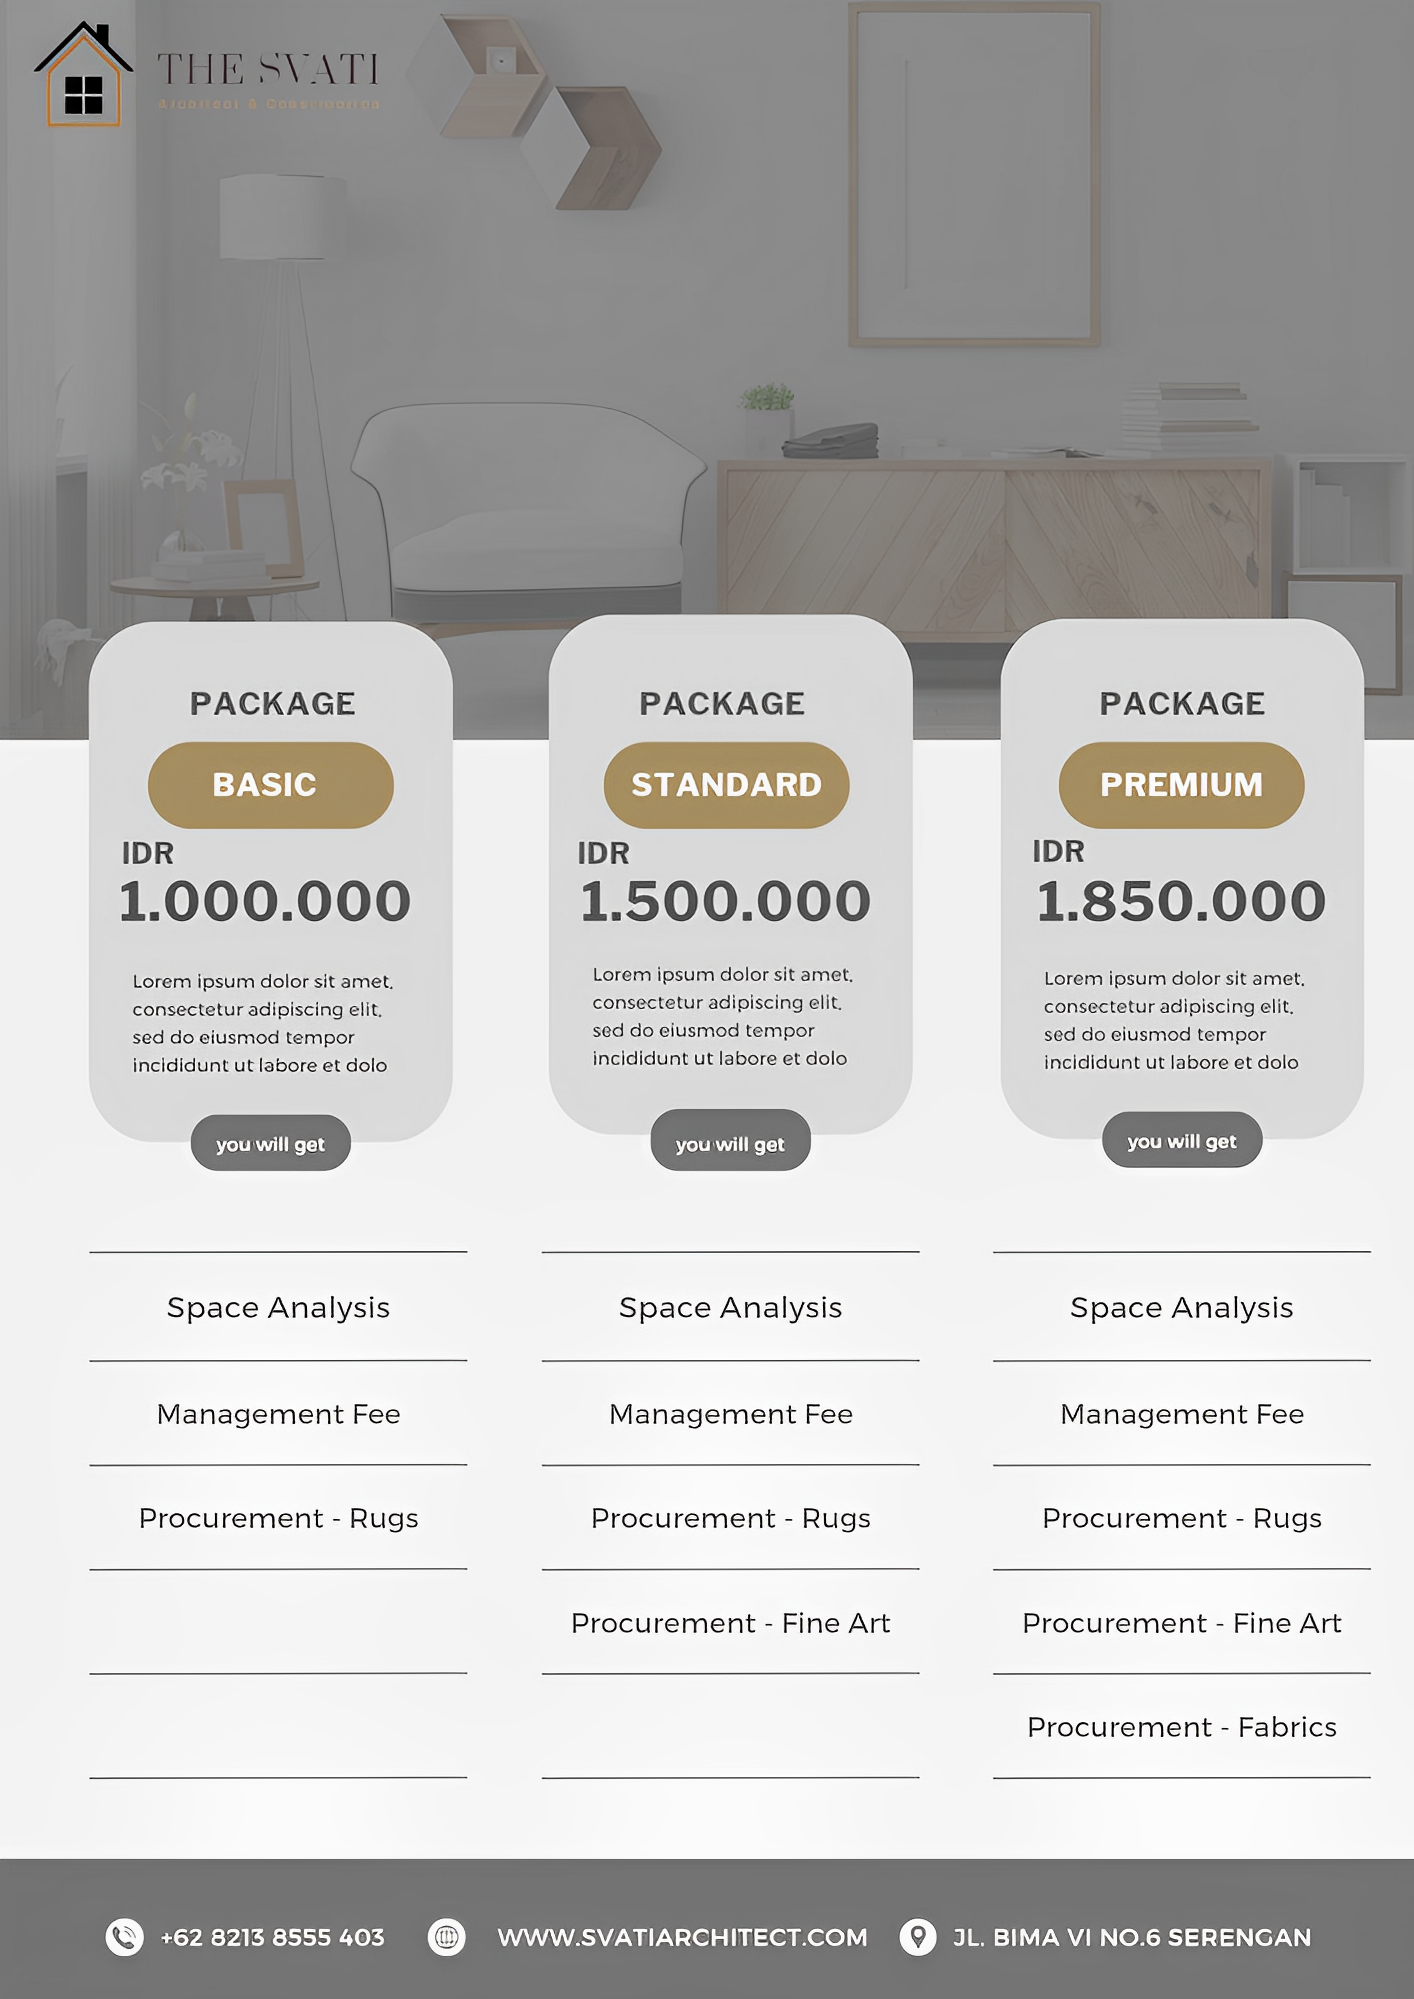 THE SVATI
PACKAGE
BASIC
IDR
1.000.000
Lorem ipsum dolor sit amet,
consectetur adipiscing elit,
sed do eiusmod tempor
incididunt ut labore et dolo
you will get
Space Analysis
Management Fee
Procurement - Rugs
PACKAGE
STANDARD
IDR
1.500.000
Lorem ipsum dolor sit amet,
consectetur adipiscing elit,
sed do eiusmod tempor
incididunt ut labore et dolo
you will get
Space Analysis
Management Fee
Procurement - Rugs
Procurement - Fine Art
PACKAGE
PREMIUM
IDR
1.850.000
Lorem ipsum dolor sit amet,
consectetur adipiscing elit,
sed do eiusmod tempor
incididunt ut labore et dolo
you will get
Space Analysis
Management Fee
Procurement - Rugs
Procurement - Fine Art
Procurement - Fabrics
+62 8213 8555 403
WWW.SVATIARCHITECT.COM
JL. BIMA VI NO.6 SERENGAN